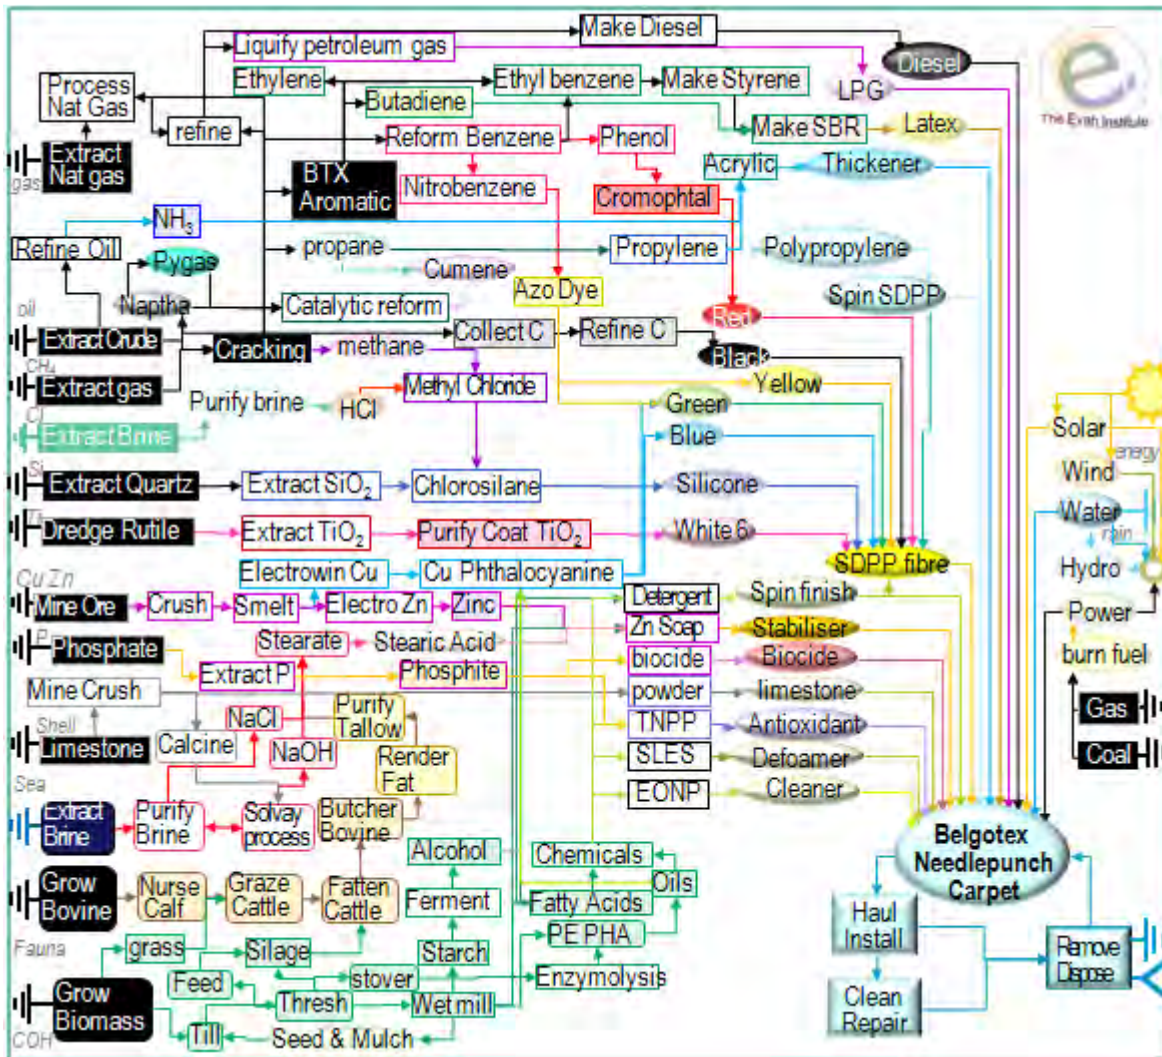 Make Diesel
Liquify petroleum gas
Diesel
Process
Nat Gas
Ethylene
Ethyl benzene
Make Styrene
LPG
The Evah Institute
Butadiene
refine
Reform Benzene
Phenol
Make SBR
Latex
Extract
Nat gas
gas
BTX
Aromatic
Nitrobenzene
Acrylic
Thickener
Cromophtal
NH3
Refine Oil
propane
Propylene
Polypropylene
Pygas
Cumene
Azo Dye
Spin SDPP
Naptha
Catalytic reform
oil
Extract Crude
Collect C
Refine C
Red
Cracking
methane
Black
CH4
Extract gas
Methyl Chloride
Yellow
Purify brine
HCl
Green
Cl
Extract Brine
Blue
Solar
energy
Wind
Si
Extract Quartz
Extract SiO2
Chlorosilane
Silicone
Water
Dredge Rutile
Extract TiO2
Purify Coat TiO2
White 6
rain
Cu Zn
Electrowin Cu
Cu Phthalocyanine
SDPP fibre
Hydro
Mine Ore
Crush
Smelt
Electro Zn
Zinc
Detergent
Spin finish
Power
P
Phosphate
Stearate
Stearic Acid
Zn Soap
Stabiliser
Extract P
Phosphite
biocide
Biocide
burn fuel
Mine Crush
NaCl
Purify
Tallow
powder
limestone
Gas
Shell
Limestone
Calcine
NaOH
Render
Fat
TNPP
Antioxidant
SLES
Defoamer
Coal
Sea
EONP
Cleaner
Extract
Brine
Purify
Brine
Solvay
process
Butcher
Bovine
Alcohol
Chemicals
Belgotex
Needlepunch
Carpet
Oils
Grow
Bovine
Nurse
Calf
Graze
Cattle
Fatten
Cattle
Ferment
Fatty Acids
Haul
Install
Fauna
grass
Silage
Starch
PE PHA
Remove
Dispose
Feed
stover
Enzymolysis
Grow
Biomass
Thresh
Wet mill
Clean
Repair
COH
Till
Seed & Mulch